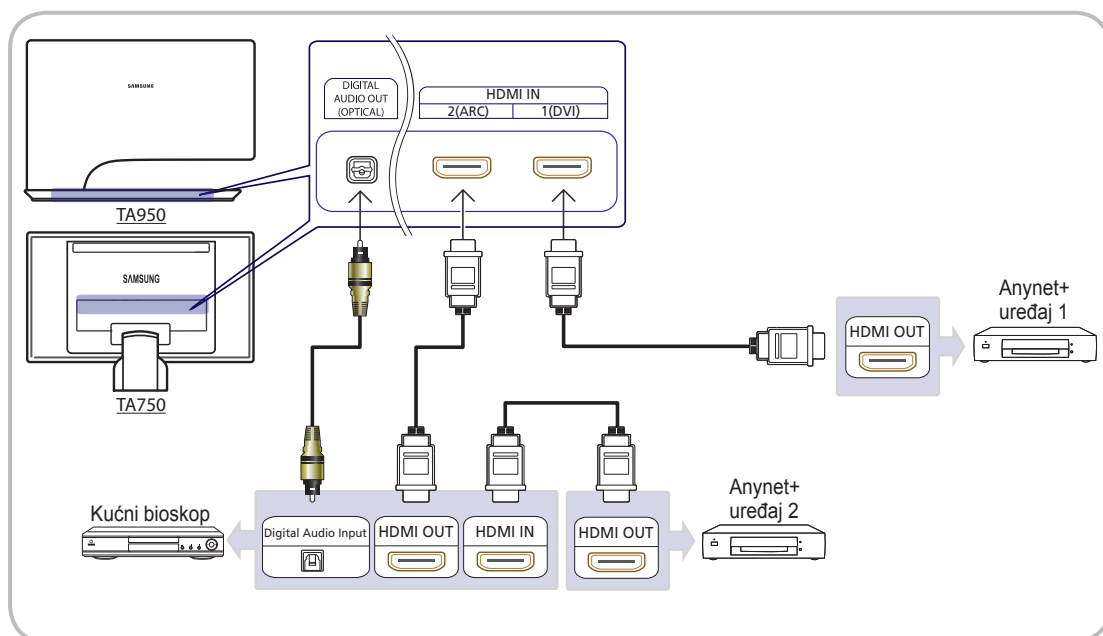 SAMSUNG
TA950
SAMSUNG
TA750
DIGITAL
AUDIO OUT
(OPTICAL)
HDMI IN
2(ARC)
1(DVI)
HDMI OUT
Anynet+
uređaj 1
Kućni bioskop
Digital Audio Input
HDMI OUT
HDMI IN
HDMI OUT
Anynet+
uređaj 2